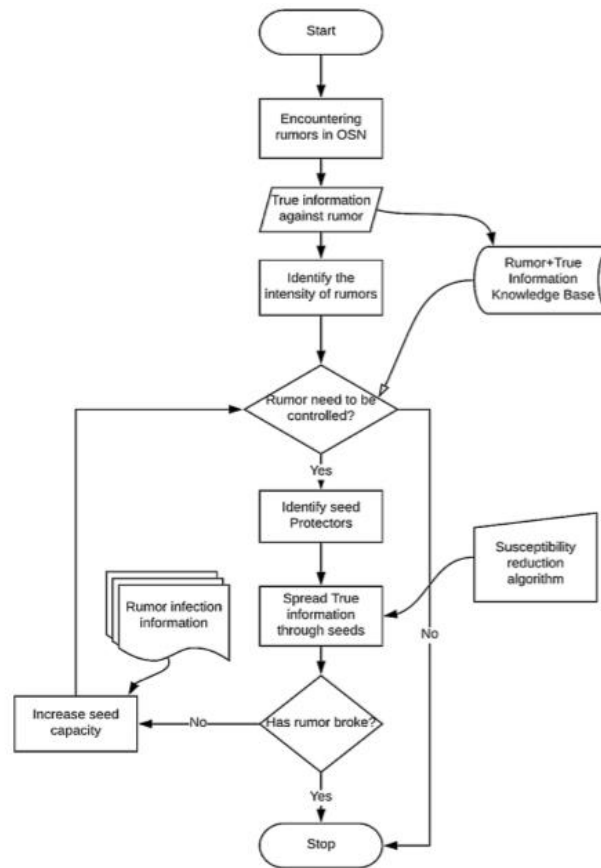 Start
Encountering
rumors in OSN
True information
against rumor
Rumor+True
Information
Knowledge Base
Identify the
intensity of rumors
Rumor need to be
controlled?
Yes
Identify seed
Protectors
Susceptibility
reduction
algorithm
Rumor infection
information
Spread True
information
through seeds
No
Increase seed
capacity
No
Has rumor broke?
Yes
Stop